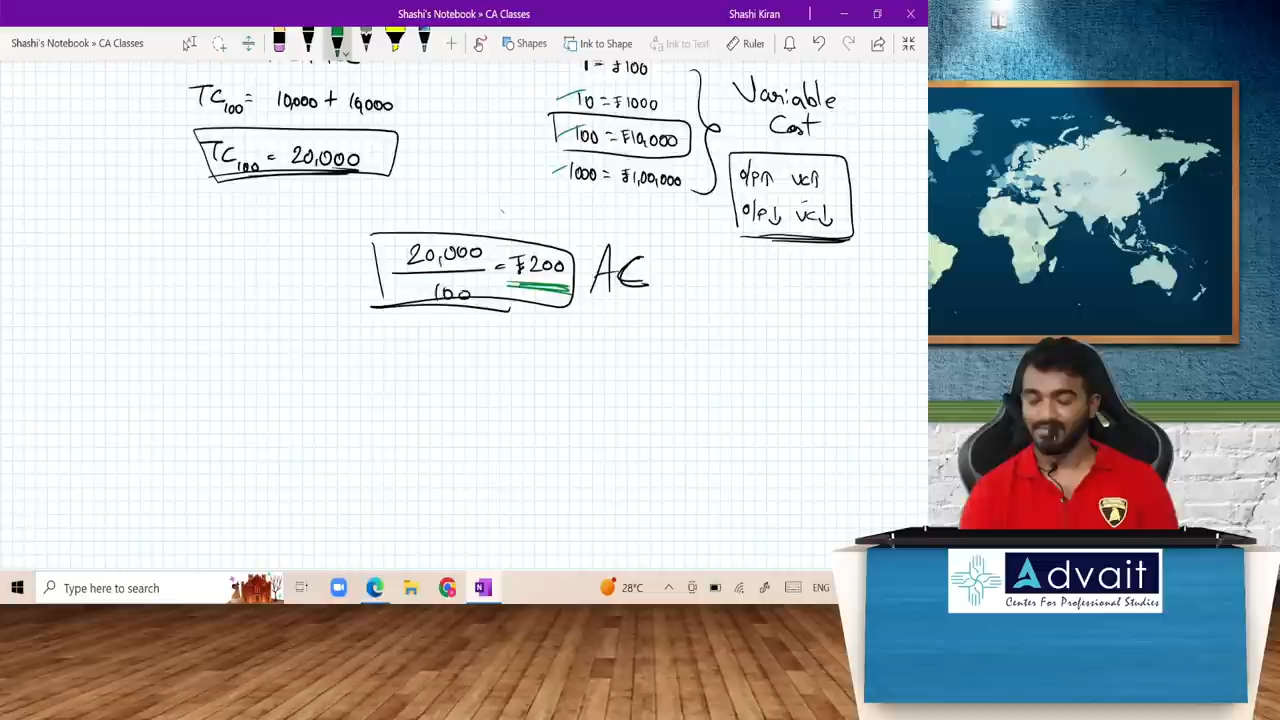 Shashi's Notebook » CA Classes
Shashi Kiran
Shashi's Notebook » CA Classes
Shapes
Ink to Shape
Ink to Text
Ruler
1 = ₹100
TC100 = 10,000 + 10,000
10 = ₹1000
100 = ₹10,000
1000 = ₹1,00,000
Variable
Cost
TC100 = 20,000
O/P↑ VC↑
O/P↓ VC↓
20,000
100
= ₹200
AC
Type here to search
28°C
ENG
Advait
Center For Professional Studies